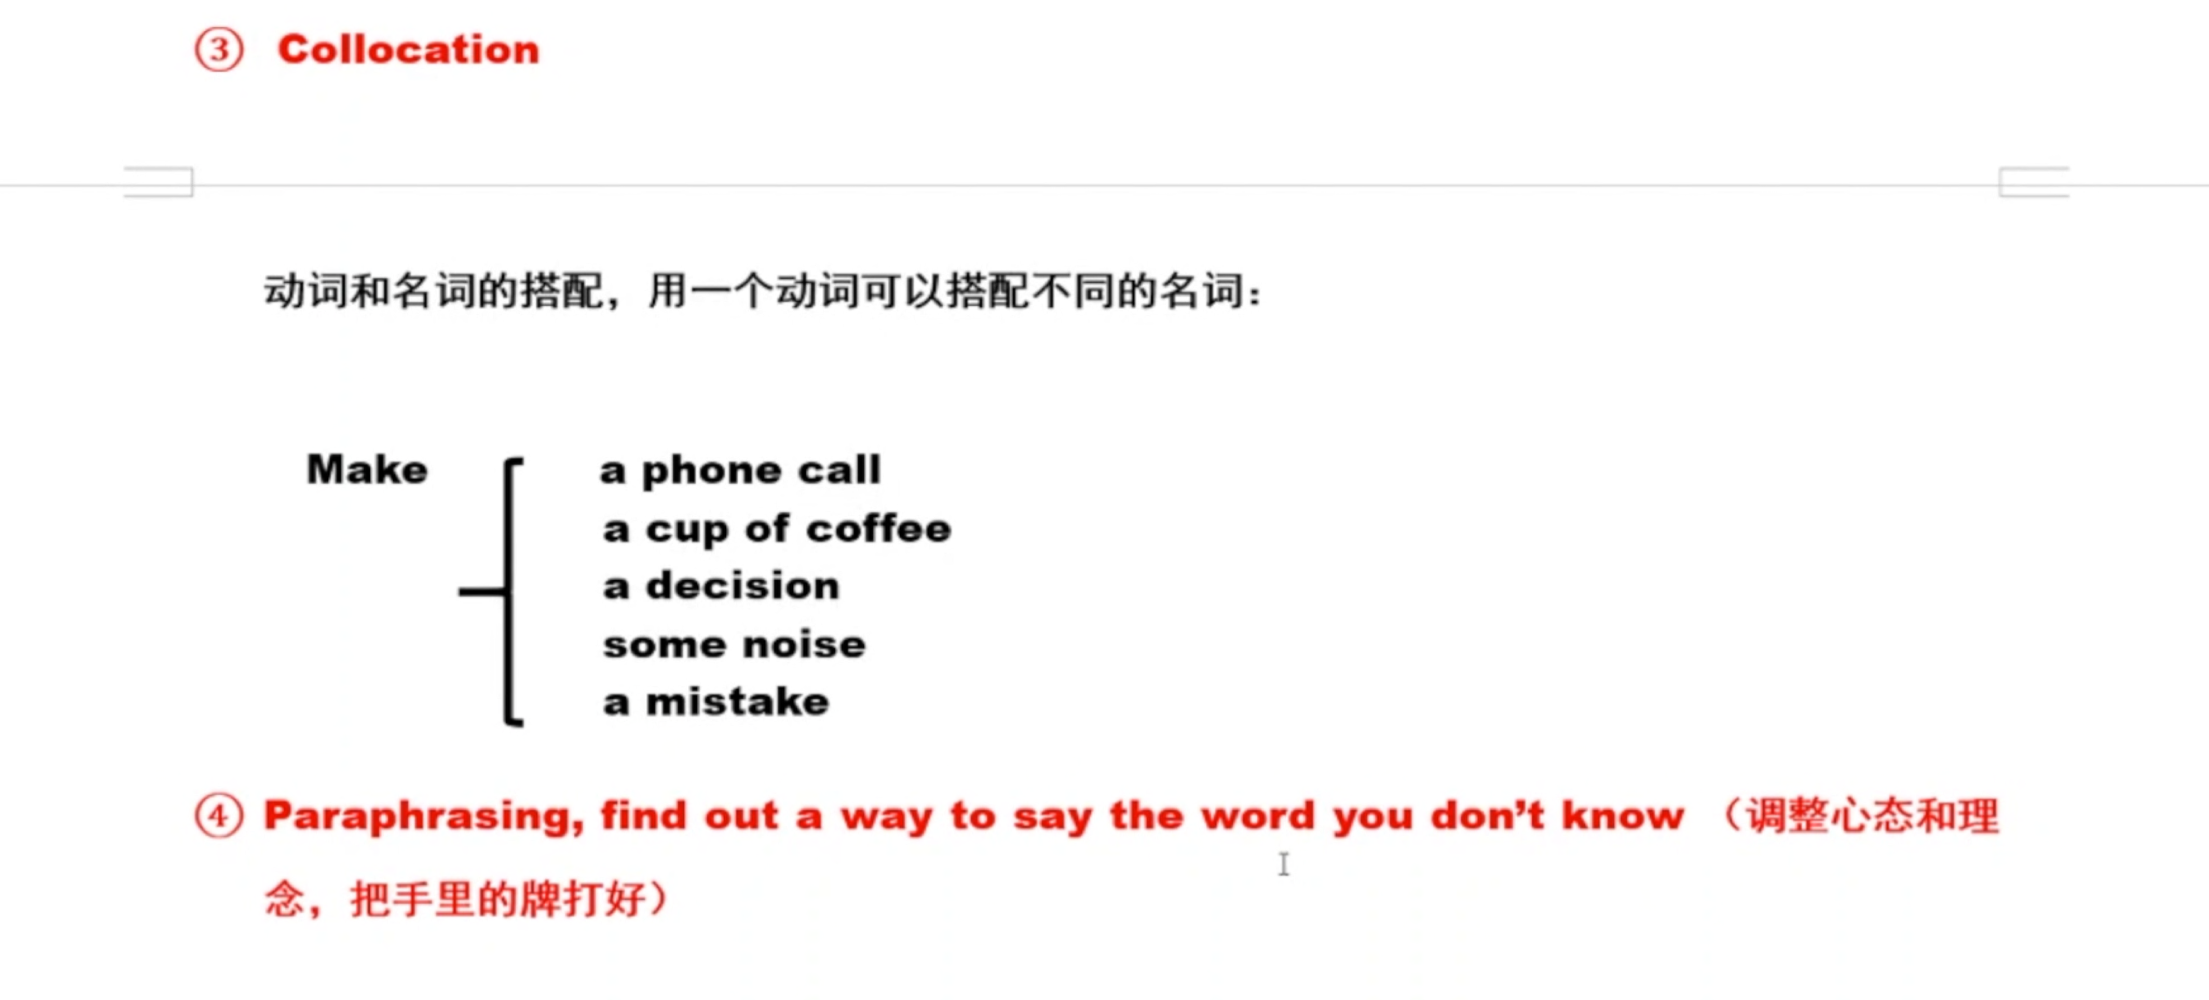 ③ Collocation
动词和名词的搭配，用一个动词可以搭配不同的名词：
Make a phone call
a cup of coffee
a decision
some noise
a mistake
④ Paraphrasing, find out a way to say the word you don’t know （调整心态和理
念，把手里的牌打好）